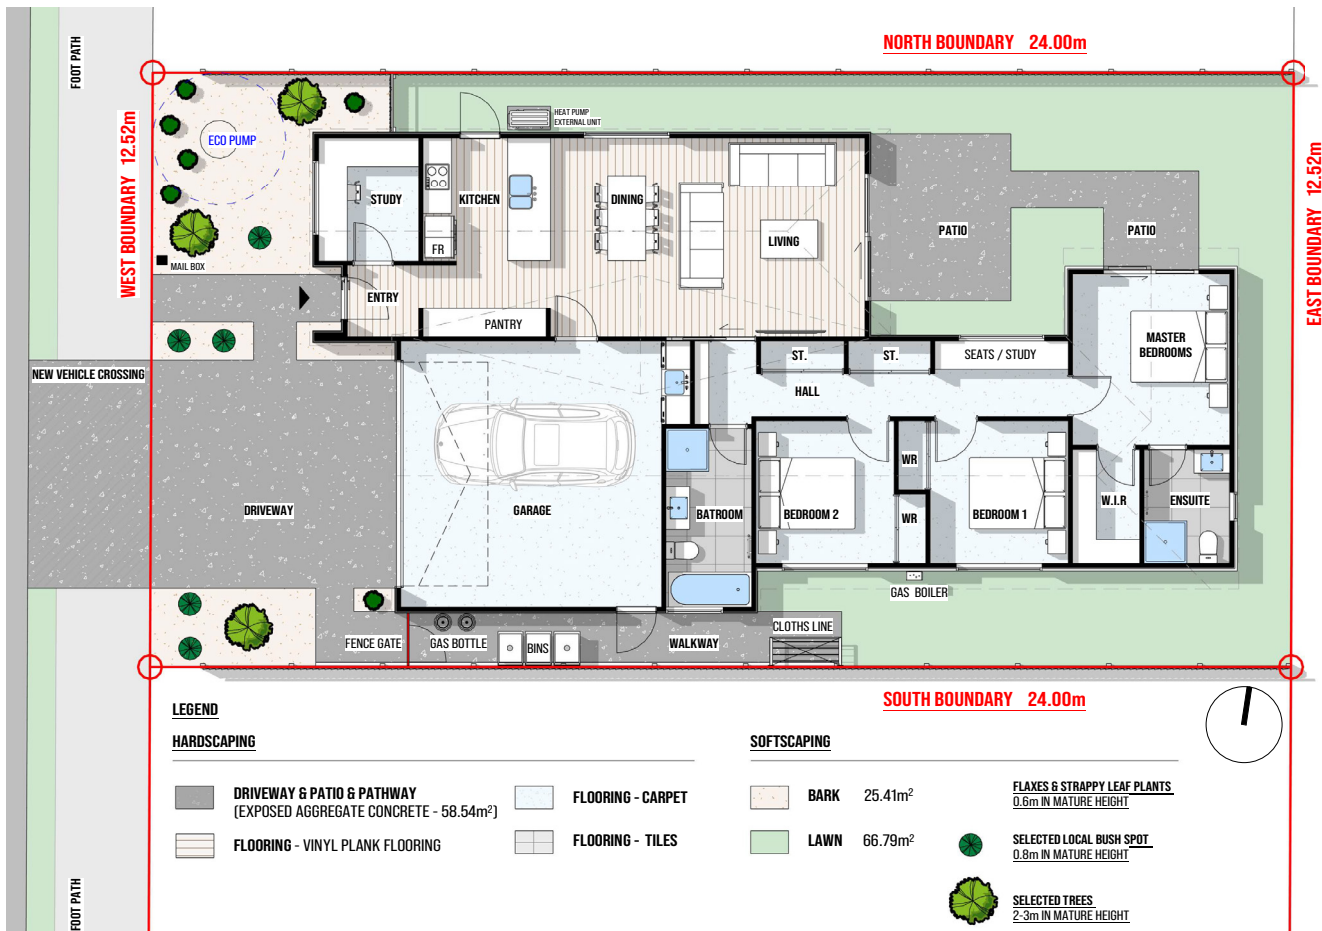 NORTH BOUNDARY 24.00m
FOOT PATH
WEST BOUNDARY 12.52m
EAST BOUNDARY 12.52m
HEAT PUMP
EXTERNAL UNIT
ECO PUMP
STUDY
KITCHEN
DINING
LIVING
PATIO
PATIO
FR
MAIL BOX
ENTRY
PANTRY
NEW VEHICLE CROSSING
ST.
ST.
SEATS / STUDY
MASTER
BEDROOMS
HALL
DRIVEWAY
GARAGE
BATROOM
BEDROOM 2
WR
WR
BEDROOM 1
W.I.R
ENSUITE
GAS BOILER
FENCE GATE
GAS BOTTLE
BINS
WALKWAY
CLOTHS LINE
SOUTH BOUNDARY 24.00m
LEGEND
HARDSCAPING
DRIVEWAY & PATIO & PATHWAY
(EXPOSED AGGREGATE CONCRETE - 58.54m²)
FLOORING - VINYL PLANK FLOORING
FLOORING - CARPET
FLOORING - TILES
SOFTSCAPING
BARK 25.41m²
LAWN 66.79m²
FLAXES & STRAPPY LEAF PLANTS
0.6m IN MATURE HEIGHT
SELECTED LOCAL BUSH SPOT
0.8m IN MATURE HEIGHT
SELECTED TREES
2-3m IN MATURE HEIGHT
FOOT PATH